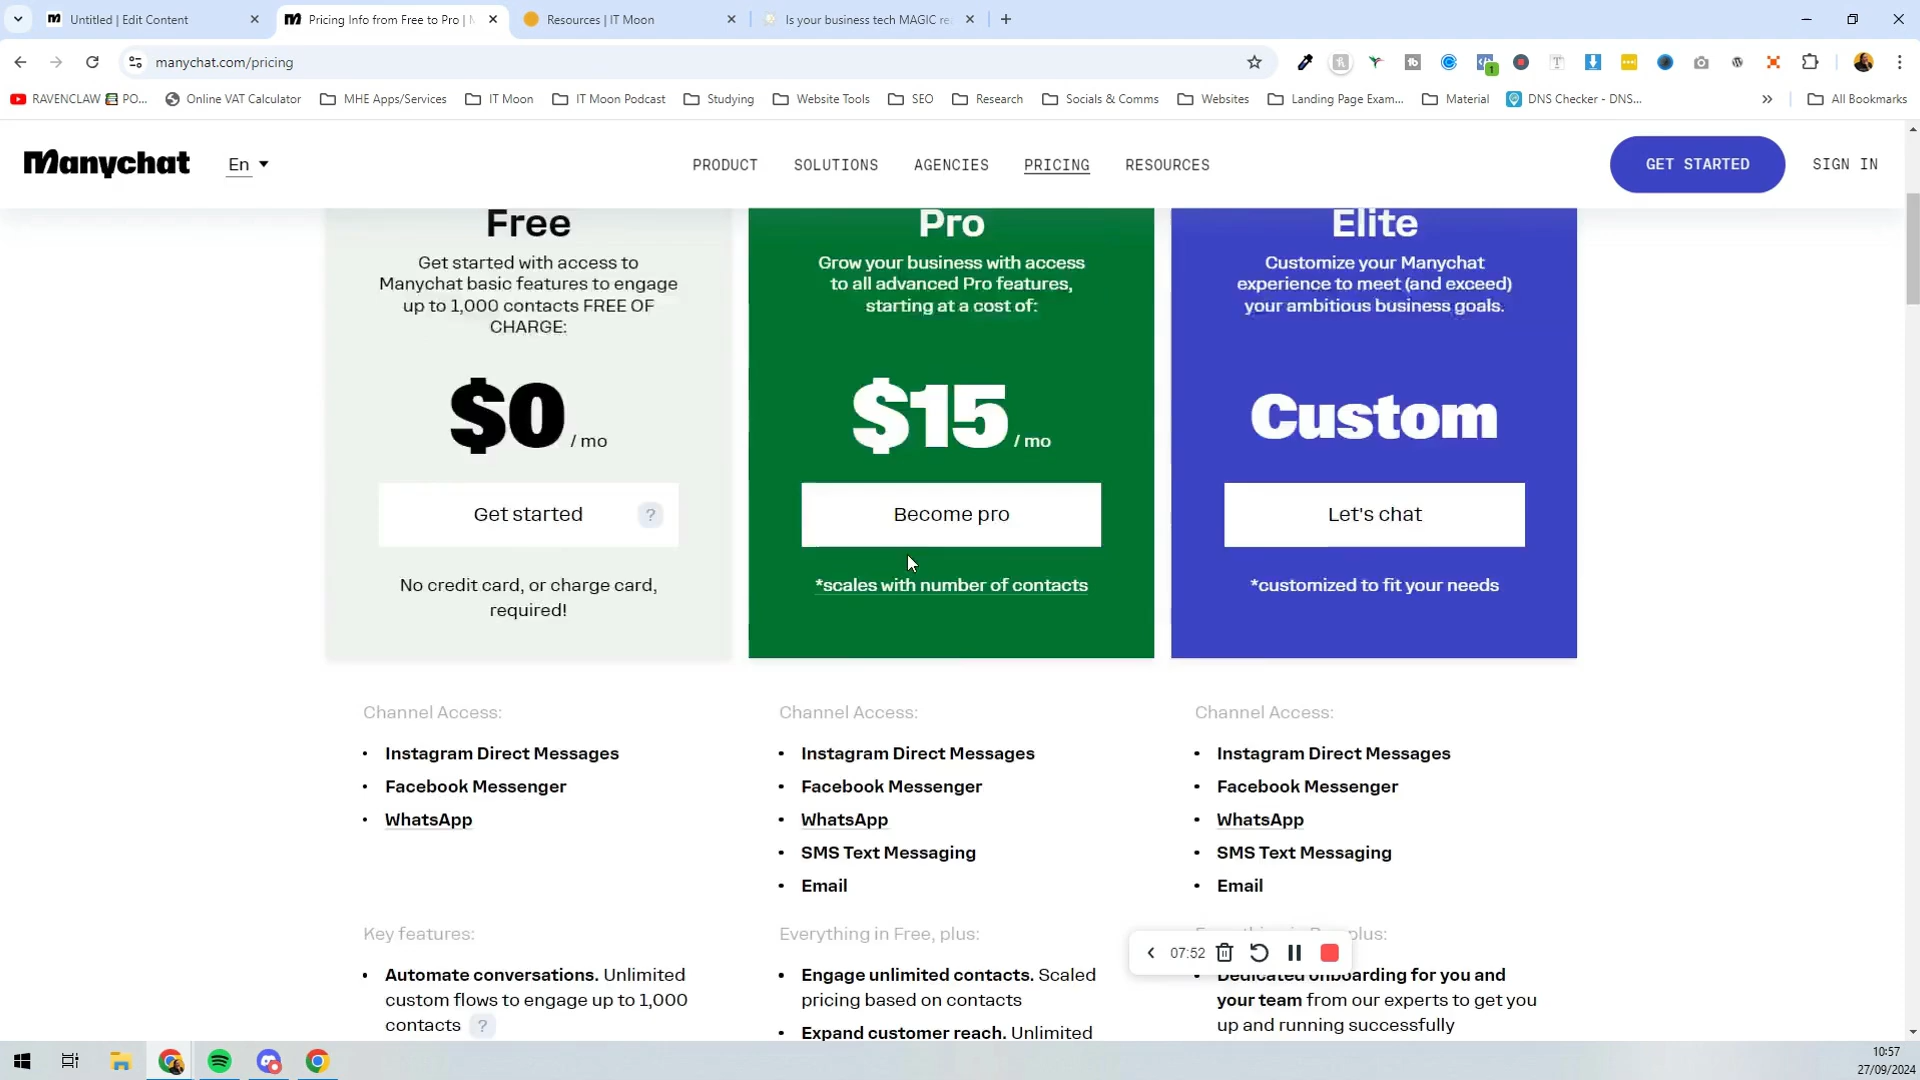 Untitled | Edit Content
Pricing Info from Free to Pro |
Resources | IT Moon
Is your business tech MAGIC re
manychat.com/pricing
RAVENCLAW PO...
Online VAT Calculator
MHE Apps/Services
IT Moon
IT Moon Podcast
Studying
Website Tools
SEO
Research
Socials & Comms
Websites
Landing Page Exam...
Material
DNS Checker - DNS...
All Bookmarks
Manychat
En
PRODUCT
SOLUTIONS
AGENCIES
PRICING
RESOURCES
GET STARTED
SIGN IN
Free
Get started with access to
Manychat basic features to engage
up to 1,000 contacts FREE OF
CHARGE:
$0 / mo
Get started ?
No credit card, or charge card,
required!
Pro
Grow your business with access
to all advanced Pro features,
starting at a cost of:
$15 / mo
Become pro
*scales with number of contacts
Elite
Customize your Manychat
experience to meet (and exceed)
your ambitious business goals.
Custom
Let's chat
*customized to fit your needs
Channel Access:
• Instagram Direct Messages
• Facebook Messenger
• WhatsApp
Key features:
• Automate conversations. Unlimited
custom flows to engage up to 1,000
contacts ?
Channel Access:
• Instagram Direct Messages
• Facebook Messenger
• WhatsApp
• SMS Text Messaging
• Email
Everything in Free, plus:
• Engage unlimited contacts. Scaled
pricing based on contacts
• Expand customer reach. Unlimited
Channel Access:
• Instagram Direct Messages
• Facebook Messenger
• WhatsApp
• SMS Text Messaging
• Email
plus:
• Dedicated onboarding for you and
your team from our experts to get you
up and running successfully
07:52
10:57
27/09/2024